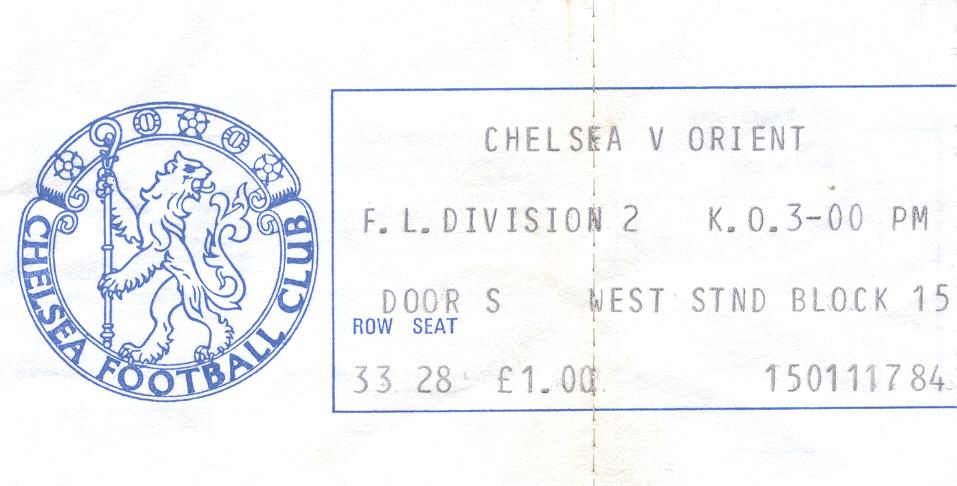 CHELSEA FOOTBALL CLUB
CHELSEA V ORIENT
F.L.DIVISION 2 K.O.3-00 PM
DOOR S WEST STND BLOCK 15
ROW SEAT
33 28 £1.00 150111784